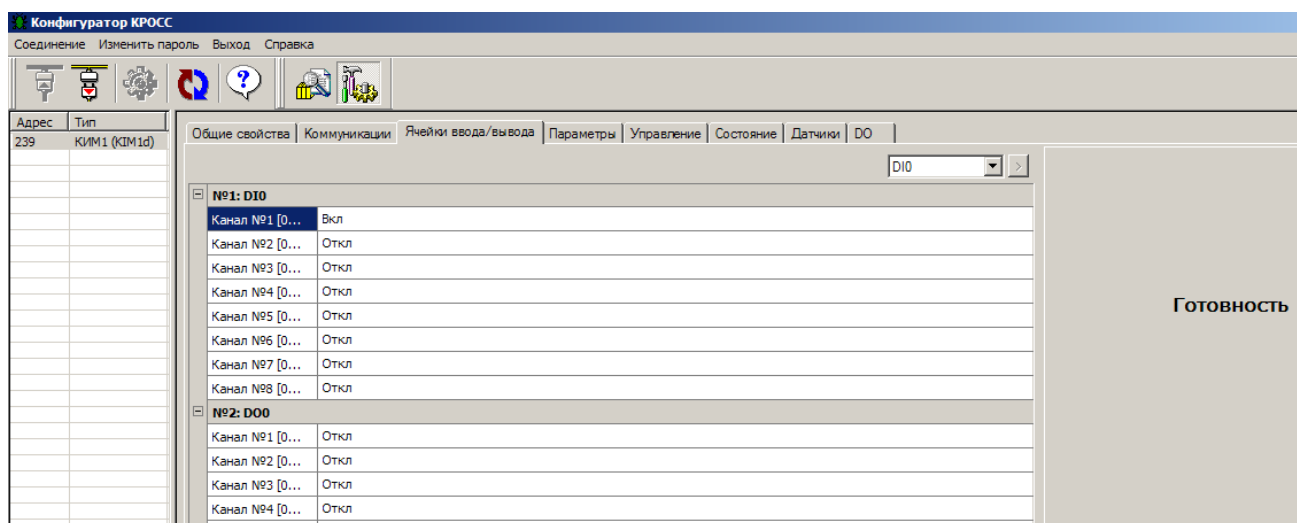 Конфигуратор КРОСС
Соединение Изменить пароль Выход Справка
Адрес Тип
239 КИМ1 (KIM1d)
Общие свойства Коммуникации Ячейки ввода/вывода Параметры Управление Состояние Датчики DO
DI0
№1: DI0
Канал №1 [0... Вкл
Канал №2 [0... Откл
Канал №3 [0... Откл
Канал №4 [0... Откл
Канал №5 [0... Откл
Канал №6 [0... Откл
Канал №7 [0... Откл
Канал №8 [0... Откл
№2: DO0
Канал №1 [0... Откл
Канал №2 [0... Откл
Канал №3 [0... Откл
Канал №4 [0... Откл
Готовность